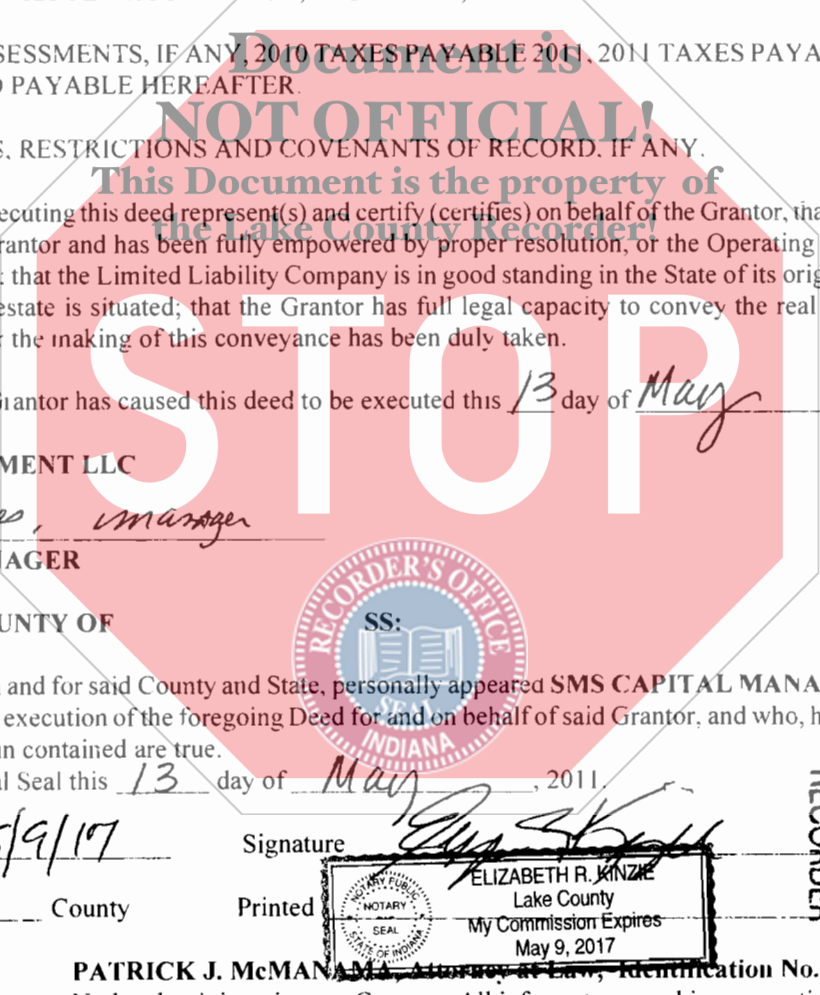 Document is
SESSMENTS, IF ANY, 2010 TAXES PAYABLE 2011, 2011 TAXES PAYA
PAYABLE HEREAFTER.
NOT OFFICIAL!
S, RESTRICTIONS AND COVENANTS OF RECORD, IF ANY.
This Document is the property of
ecuting this deed represent(s) and certify (certifies) on behalf of the Grantor, tha
the Lake County Recorder!
rantor and has been fully empowered by proper resolution, or the Operating
that the Limited Liability Company is in good standing in the State of its orig
estate is situated; that the Grantor has full legal capacity to convey the real
the making of this conveyance has been duly taken.
STOP
Grantor has caused this deed to be executed this 13 day of May
MENT LLC
es, manager
NAGER
RECORDER'S OFFICE
UNTY OF SS:
and for said County and State, personally appeared SMS CAPITAL MANA
SEAL
execution of the foregoing Deed for and on behalf of said Grantor, and who, h
INDIANA
in contained are true.
l Seal this 13 day of May, 2011.
5/9/17 Signature
RECORDER
ELIZABETH R. KINZIE
County Printed
Lake County
My Commission Expires
May 9, 2017
NOTARY PUBLIC
NOTARY
SEAL
STATE OF INDIANA
PATRICK J. McMANAMA, Attorney at Law, Identification No.